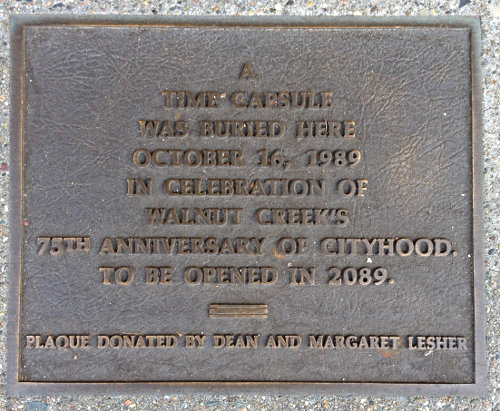 A
TIME CAPSULE
WAS BURIED HERE
OCTOBER 16, 1989
IN CELEBRATION OF
WALNUT CREEK'S
75TH ANNIVERSARY OF CITYHOOD.
TO BE OPENED IN 2089.
PLAQUE DONATED BY DEAN AND MARGARET LESHER